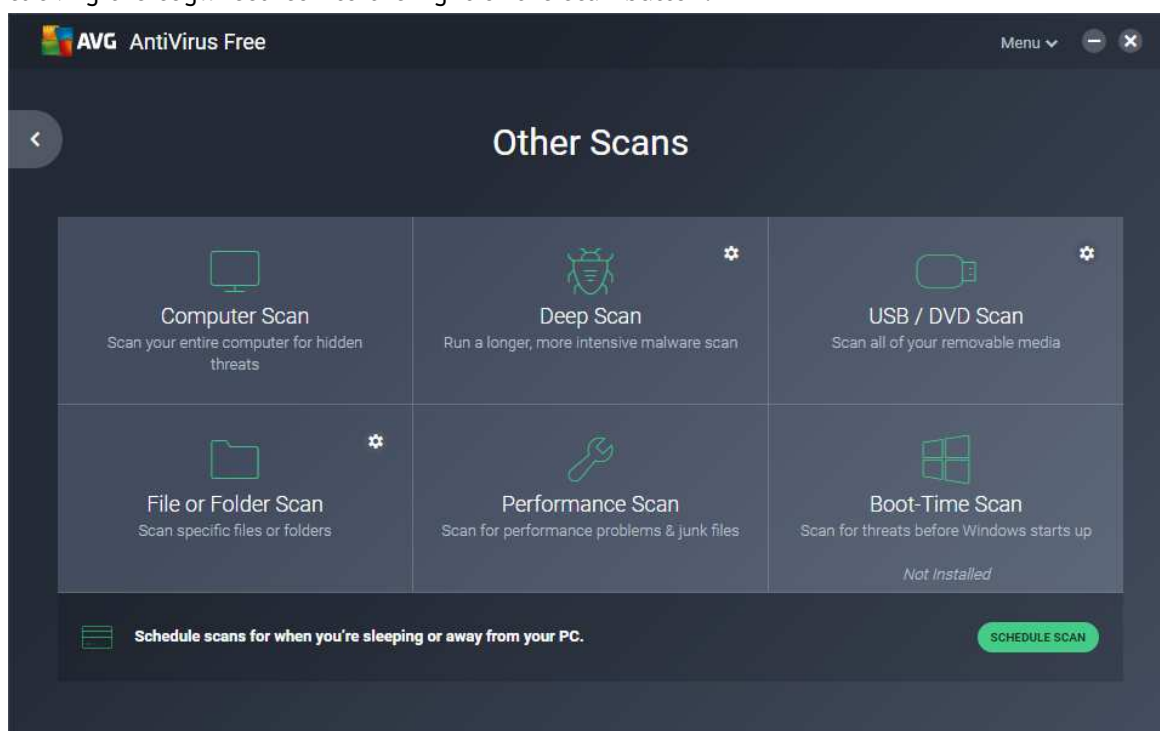 AVG AntiVirus Free
Menu
Other Scans
Computer Scan
Scan your entire computer for hidden
threats
Deep Scan
Run a longer, more intensive malware scan
USB / DVD Scan
Scan all of your removable media
File or Folder Scan
Scan specific files or folders
Performance Scan
Scan for performance problems & junk files
Boot-Time Scan
Scan for threats before Windows starts up
Not Installed
Schedule scans for when you're sleeping or away from your PC.
SCHEDULE SCAN